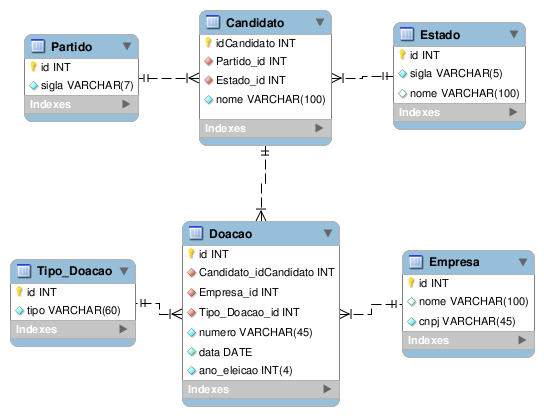 Partido
id INT
sigla VARCHAR(7)
Indexes
Candidato
idCandidato INT
Partido_id INT
Estado_id INT
nome VARCHAR(100)
Indexes
Estado
id INT
sigla VARCHAR(5)
nome VARCHAR(100)
Indexes
Tipo_Doacao
id INT
tipo VARCHAR(60)
Indexes
Doacao
id INT
Candidato_idCandidato INT
Empresa_id INT
Tipo_Doacao_id INT
numero VARCHAR(45)
data DATE
ano_eleicao INT(4)
Indexes
Empresa
id INT
nome VARCHAR(100)
cnpj VARCHAR(45)
Indexes